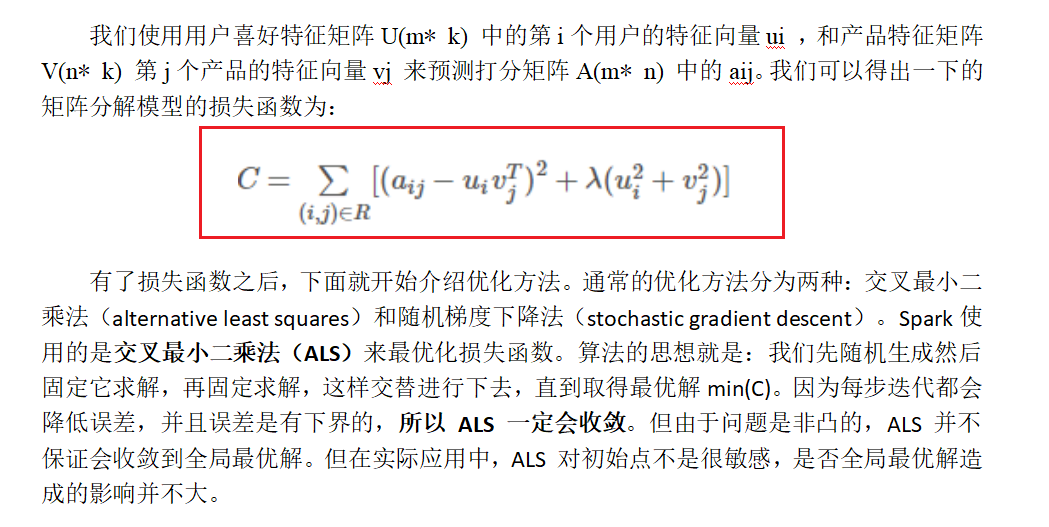 我们使用用户喜好特征矩阵 U(m* k) 中的第 i 个用户的特征向量 ui ，和产品特征矩阵
V(n* k) 第 j 个产品的特征向量 vj 来预测打分矩阵 A(m* n) 中的 aij。我们可以得出一下的
矩阵分解模型的损失函数为：
C = ∑_{(i,j)∈R} [(a_{ij} − u_i v_j^T)^2 + λ(u_i^2 + v_j^2)]
有了损失函数之后，下面就开始介绍优化方法。通常的优化方法分为两种：交叉最小二
乘法（alternative least squares）和随机梯度下降法（stochastic gradient descent）。Spark 使
用的是交叉最小二乘法（ALS）来最优化损失函数。算法的思想就是：我们先随机生成然后
固定它求解，再固定求解，这样交替进行下去，直到取得最优解 min(C)。因为每步迭代都会
降低误差，并且误差是有下界的，所以 ALS 一定会收敛。但由于问题是非凸的，ALS 并不
保证会收敛到全局最优解。但在实际应用中，ALS 对初始点不是很敏感，是否全局最优解造
成的影响并不大。